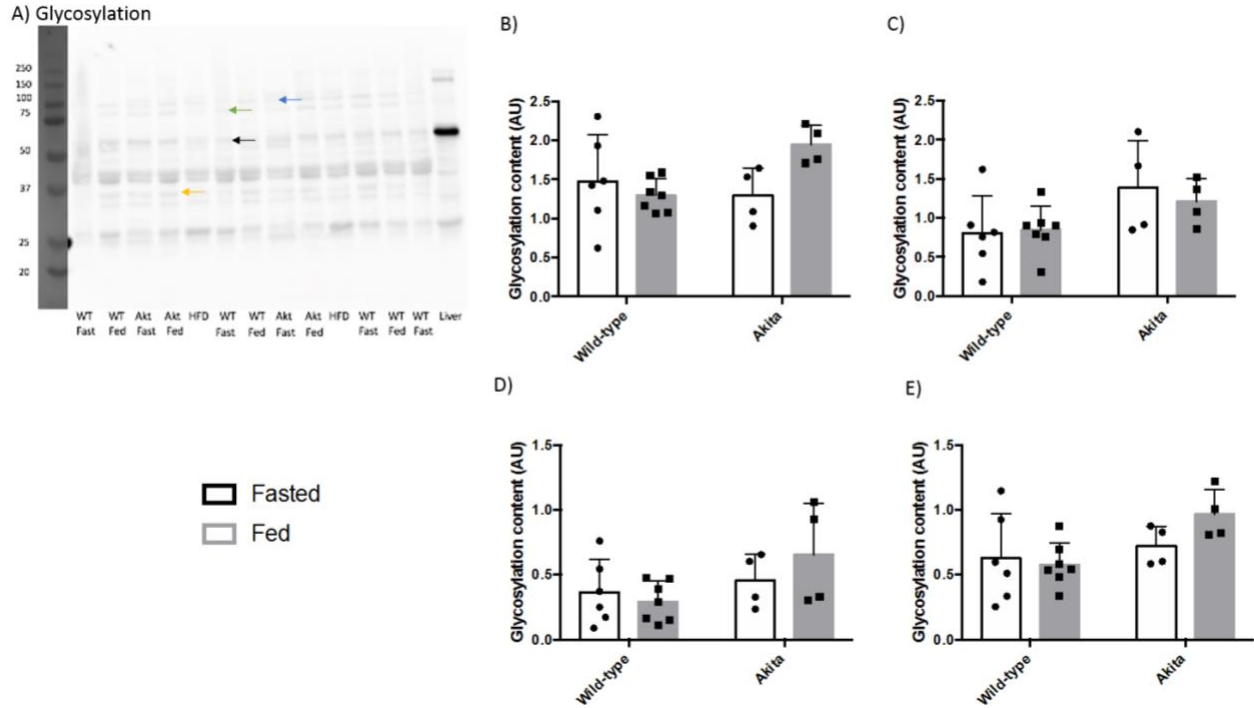 A) Glycosylation
250
150
100
75
50
37
25
20
WT Fast
WT Fed
Akt Fast
Akt Fed
HFD
WT Fast
WT Fed
Akt Fast
Akt Fed
HFD
WT Fast
WT Fed
WT Fast
Liver
B)
Glycosylation content (AU)
2.5
2.0
1.5
1.0
0.5
0.0
Wild-type
Akita
C)
Glycosylation content (AU)
2.5
2.0
1.5
1.0
0.5
0.0
Wild-type
Akita
Fasted
Fed
D)
Glycosylation content (AU)
1.5
1.0
0.5
0.0
Wild-type
Akita
E)
Glycosylation content (AU)
1.5
1.0
0.5
0.0
Wild-type
Akita